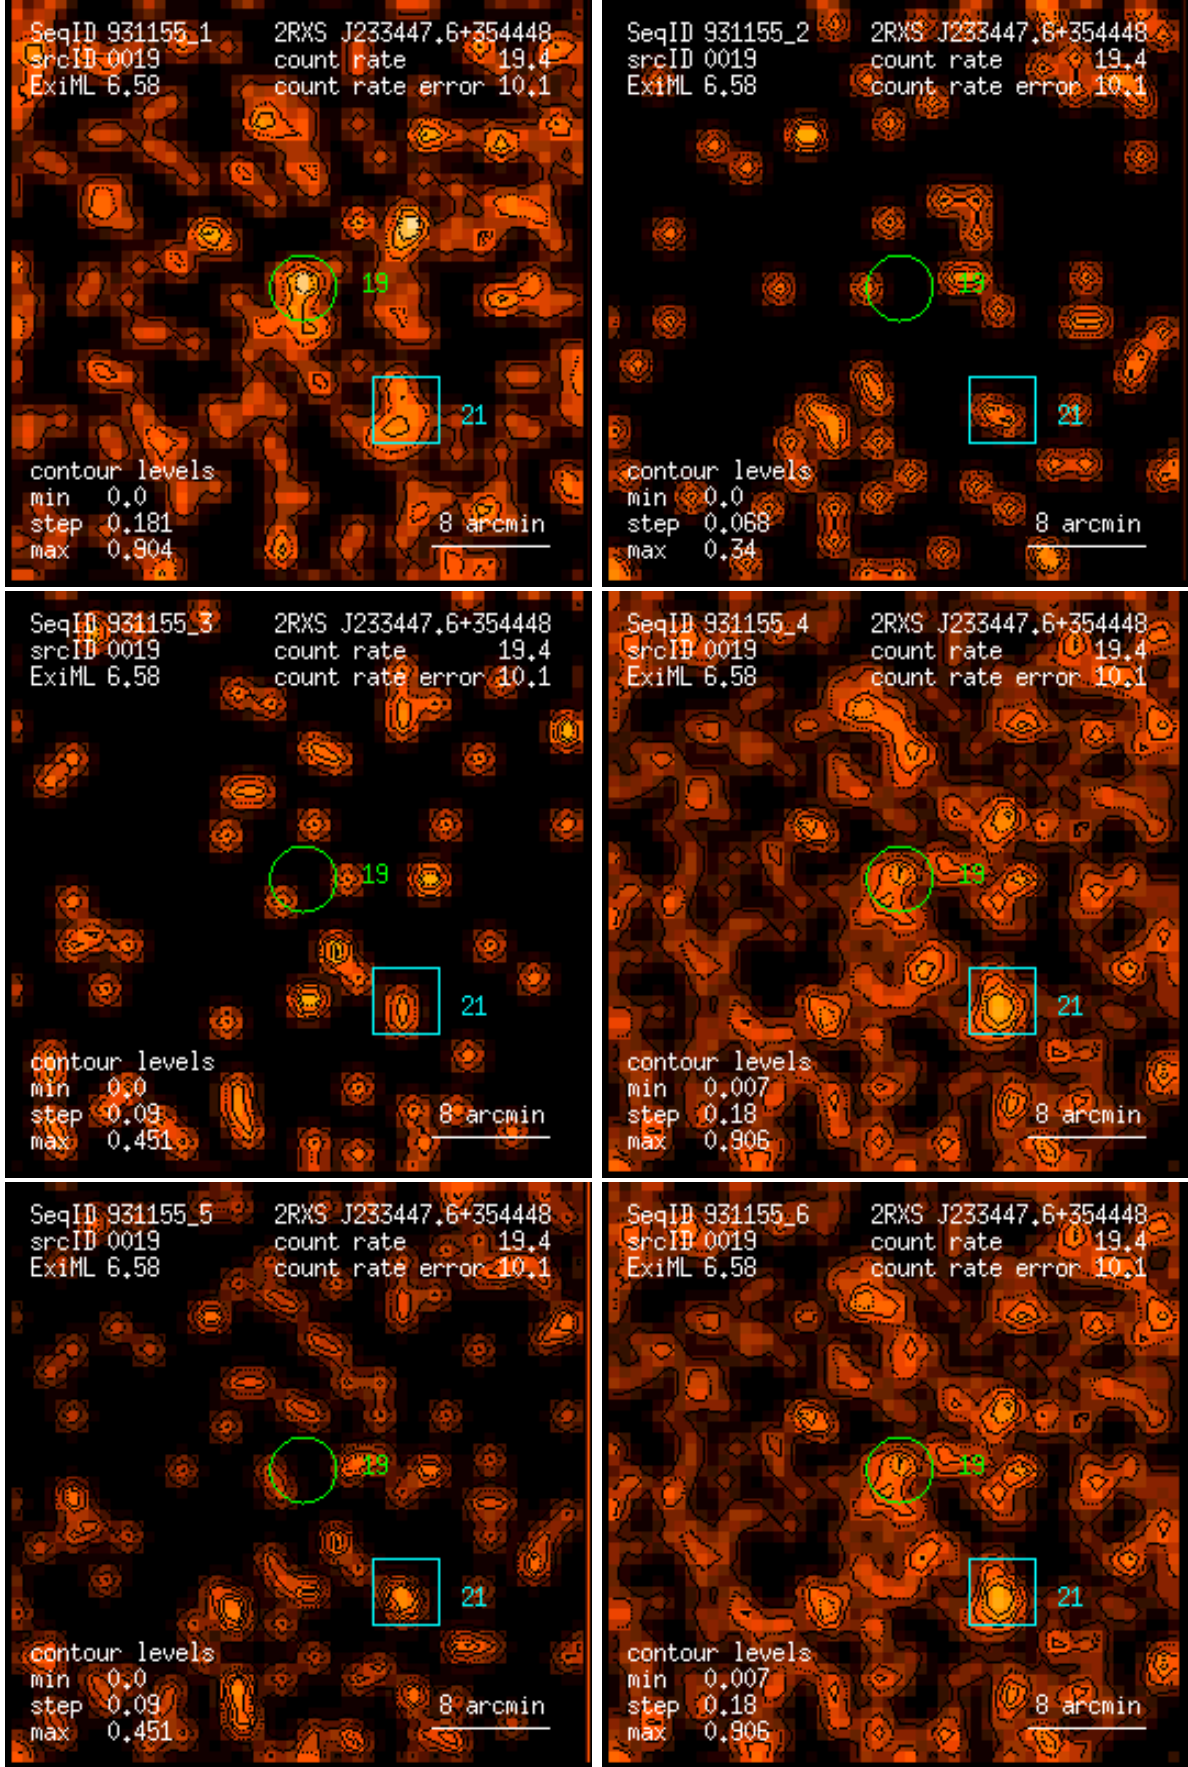 SeqID 931155_1 2RXS J233447.6+354448
srcID 0019 count rate 19.4
ExiML 6.58 count rate error 10.1
19
21
contour levels
min 0.0
step 0.181 8 arcmin
max 0.904
SeqID 931155_2 2RXS J233447.6+354448
srcID 0019 count rate 19.4
ExiML 6.58 count rate error 10.1
19
21
contour levels
min 0.0
step 0.068 8 arcmin
max 0.34
SeqID 931155_3 2RXS J233447.6+354448
srcID 0019 count rate 19.4
ExiML 6.58 count rate error 10.1
19
21
contour levels
min 0.0
step 0.09 8 arcmin
max 0.451
SeqID 931155_4 2RXS J233447.6+354448
srcID 0019 count rate 19.4
ExiML 6.58 count rate error 10.1
19
21
contour levels
min 0.007
step 0.18 8 arcmin
max 0.906
SeqID 931155_5 2RXS J233447.6+354448
srcID 0019 count rate 19.4
ExiML 6.58 count rate error 10.1
19
21
contour levels
min 0.0
step 0.09 8 arcmin
max 0.451
SeqID 931155_6 2RXS J233447.6+354448
srcID 0019 count rate 19.4
ExiML 6.58 count rate error 10.1
19
21
contour levels
min 0.007
step 0.18 8 arcmin
max 0.906